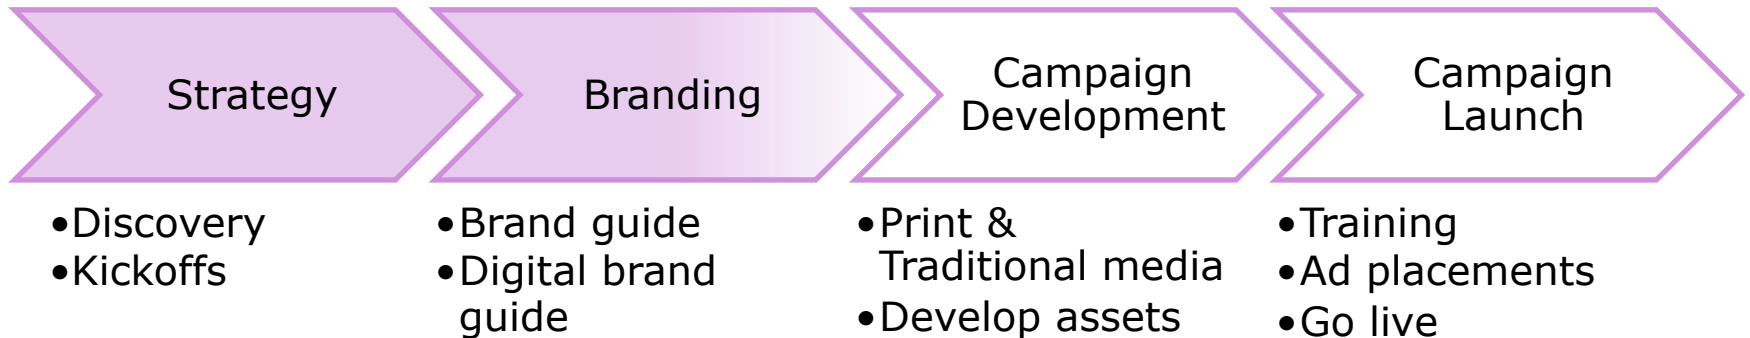 Strategy
•Discovery
•Kickoffs
Branding
•Brand guide
•Digital brand
guide
Campaign
Development
•Print &
Traditional media
•Develop assets
Campaign
Launch
•Training
•Ad placements
•Go live